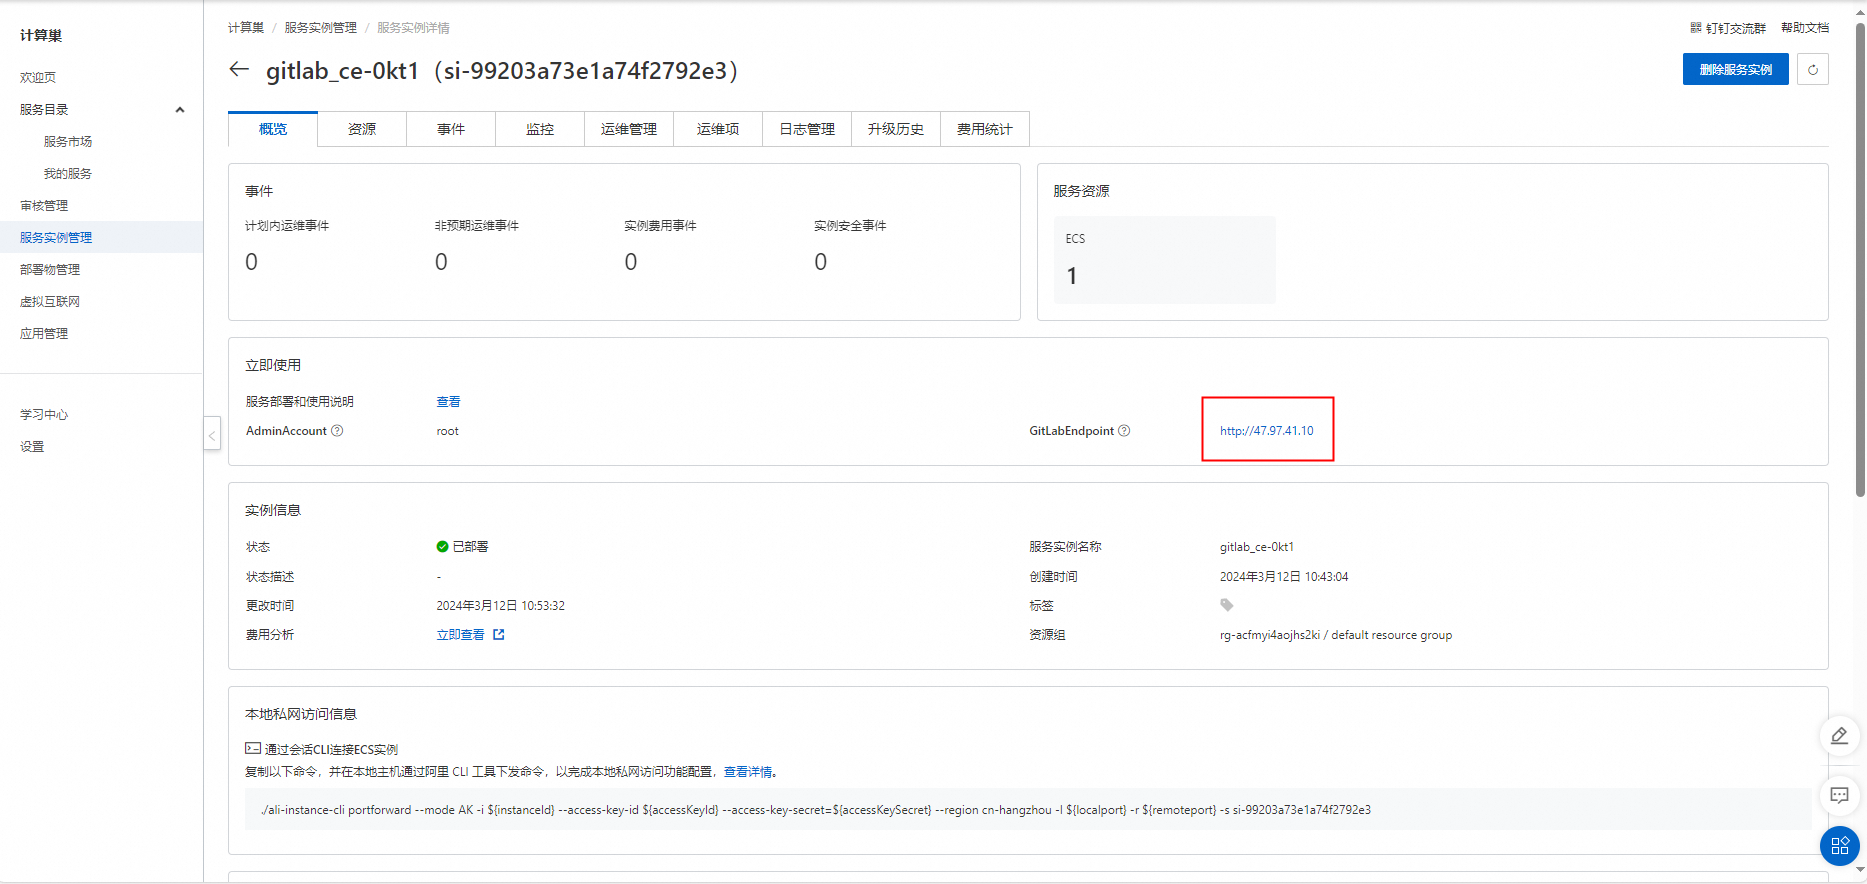 计算巢
欢迎页
服务目录
服务市场
我的服务
审核管理
服务实例管理
部署物管理
虚拟互联网
应用管理
学习中心
设置
计算巢 / 服务实例管理 / 服务实例详情
钉钉交流群 帮助文档
gitlab_ce-0kt1（si-99203a73e1a74f2792e3）
删除服务实例
概览 资源 事件 监控 运维管理 运维项 日志管理 升级历史 费用统计
事件
计划内运维事件 非预期运维事件 实例费用事件 实例安全事件
0 0 0 0
服务资源
ECS
1
立即使用
服务部署和使用说明 查看
AdminAccount root GitLabEndpoint http://47.97.41.10
实例信息
状态 已部署 服务实例名称 gitlab_ce-0kt1
状态描述 - 创建时间 2024年3月12日 10:43:04
更改时间 2024年3月12日 10:53:32 标签
费用分析 立即查看 资源组 rg-acfmyi4aojhs2ki / default resource group
本地私网访问信息
通过会话CLI连接ECS实例
复制以下命令，并在本地主机通过阿里 CLI 工具下发命令，以完成本地私网访问功能配置，查看详情。
./ali-instance-cli portforward --mode AK -i ${instanceId} --access-key-id ${accessKeyId} --access-key-secret=${accessKeySecret} --region cn-hangzhou -l ${localport} -r ${remoteport} -s si-99203a73e1a74f2792e3